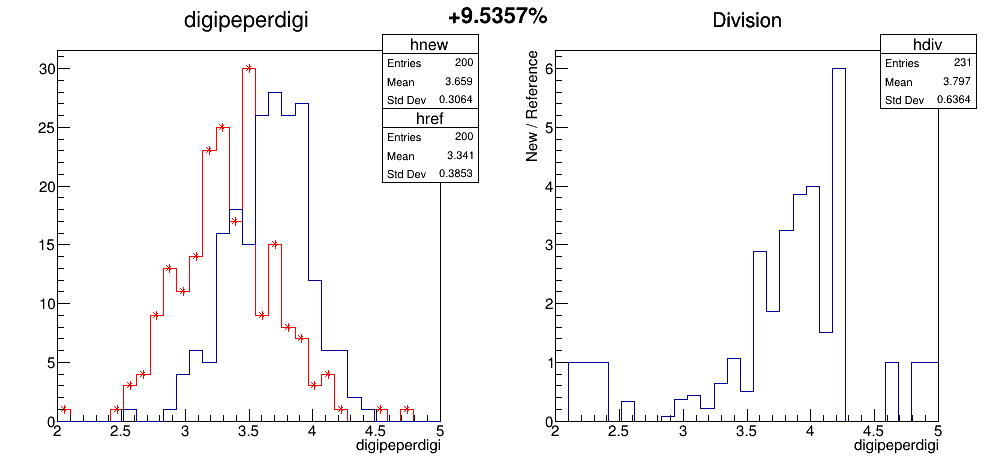 +9.5357%
digipeperdigi
hnew
Entries 200
Mean 3.659
Std Dev 0.3064
href
Entries 200
Mean 3.341
Std Dev 0.3853
30
25
20
15
10
5
0
2 2.5 3 3.5 4 4.5 5
digipeperdigi
Division
hdiv
Entries 231
Mean 3.797
Std Dev 0.6364
New / Reference
6
5
4
3
2
1
0
2 2.5 3 3.5 4 4.5 5
digipeperdigi